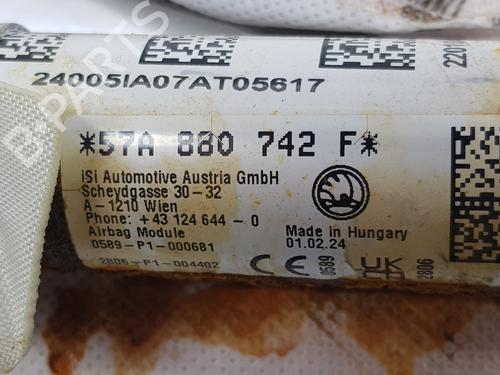 24005IA07AT05617
*57A 880 742 F*
iSi Automotive Austria GmbH
Scheydgasse 30-32
A-1210 Wien
Phone: +43 124 644-0
Airbag Module
0589-P1-000681
2806-P1-004402
Made in Hungary
01.02.24
CE
0589
UK
CA
2806
B-PARTS